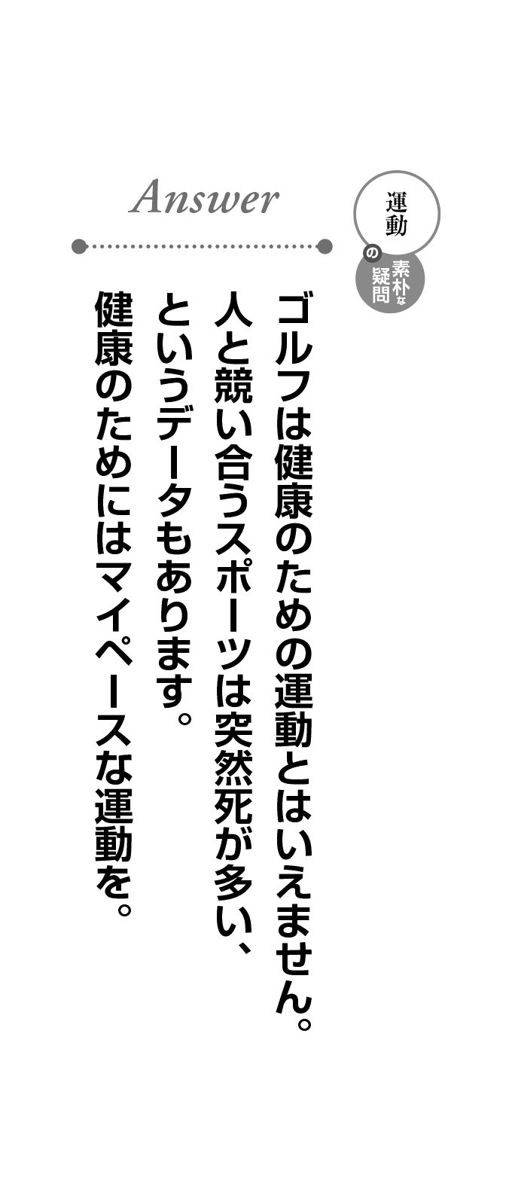 運動
の
素朴な
疑問
Answer
ゴルフは健康のための運動とはいえません。
人と競い合うスポーツは突然死が多い、
というデータもあります。
健康のためにはマイペースな運動を。